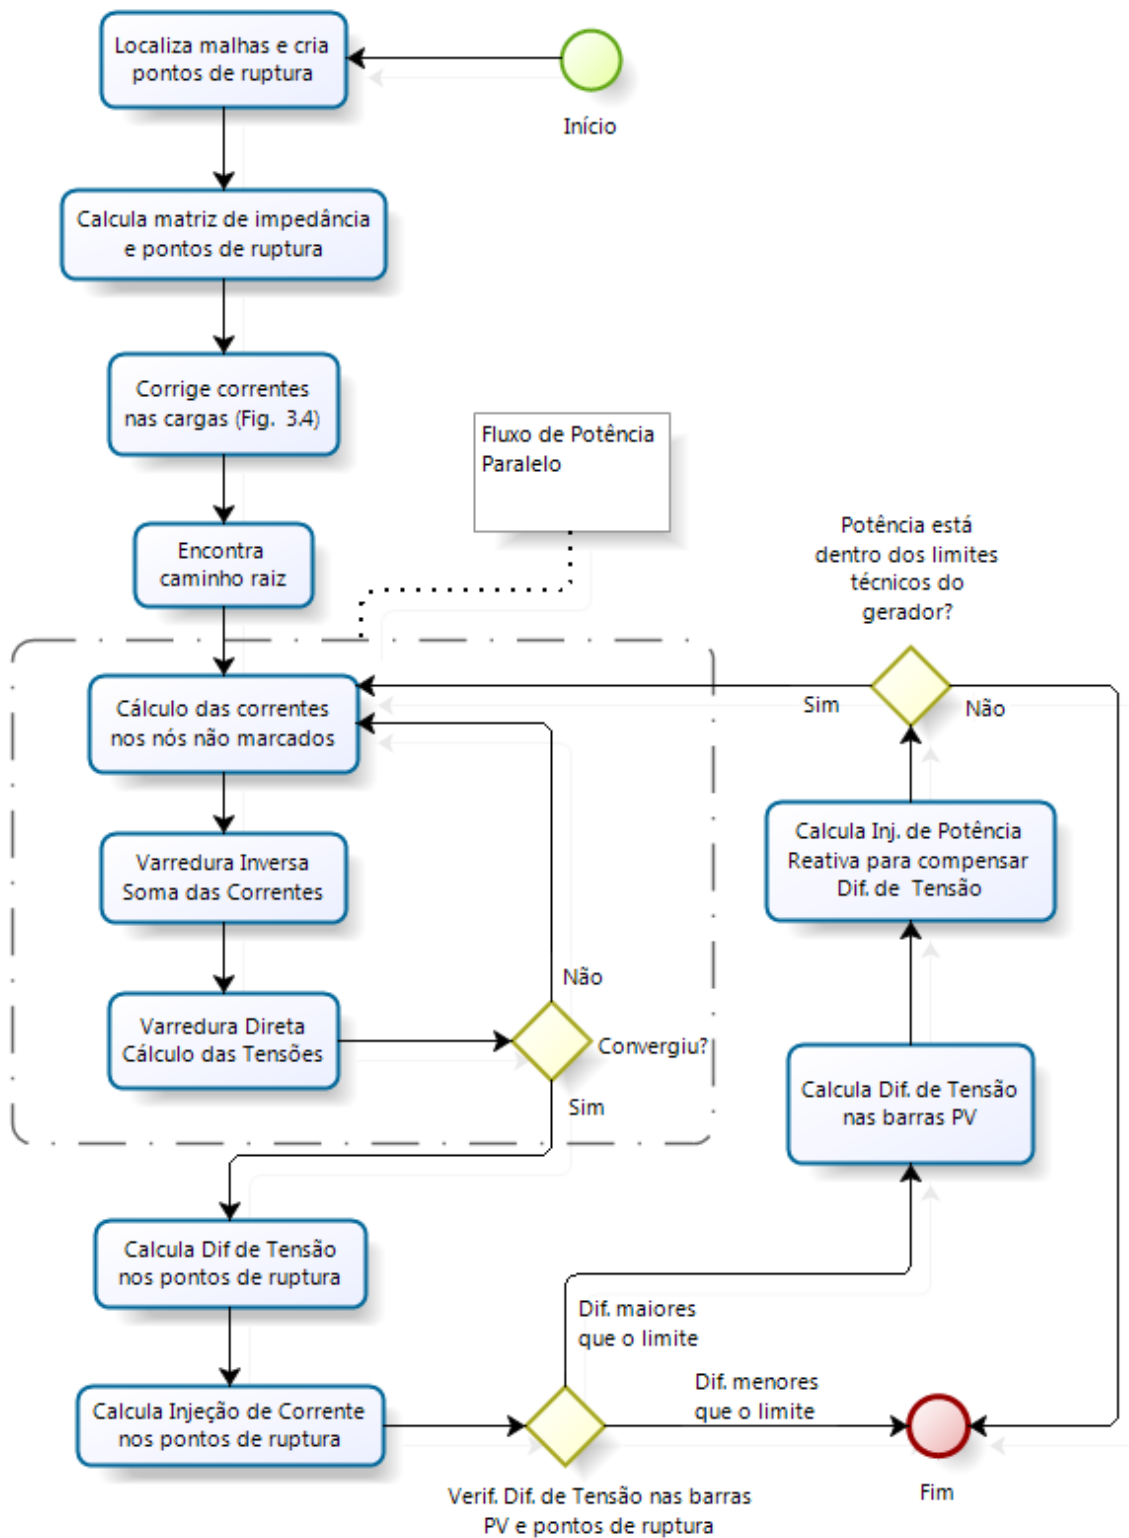 Localiza malhas e cria
pontos de ruptura
Início
Calcula matriz de impedância
e pontos de ruptura
Corrige correntes
nas cargas (Fig. 3.4)
Fluxo de Potência
Paralelo
Encontra
caminho raiz
Potência está
dentro dos limites
técnicos do
gerador?
Sim
Não
Cálculo das correntes
nos nós não marcados
Calcula Inj. de Potência
Reativa para compensar
Dif. de Tensão
Varredura Inversa
Soma das Correntes
Não
Varredura Direta
Cálculo das Tensões
Convergiu?
Sim
Calcula Dif. de Tensão
nas barras PV
Calcula Dif de Tensão
nos pontos de ruptura
Dif. maiores
que o limite
Calcula Injeção de Corrente
nos pontos de ruptura
Dif. menores
que o limite
Verif. Dif. de Tensão nas barras
PV e pontos de ruptura
Fim